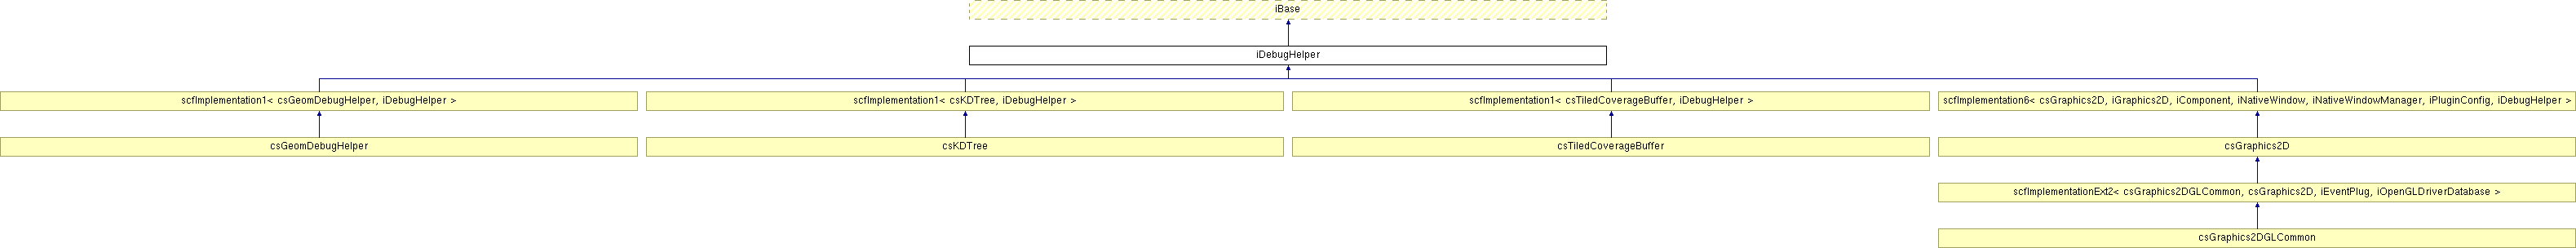 iBase
iDebugHelper
scfImplementation1< csGeomDebugHelper, iDebugHelper >
scfImplementation1< csKDTree, iDebugHelper >
scfImplementation1< csTiledCoverageBuffer, iDebugHelper >
scfImplementation6< csGraphics2D, iGraphics2D, iComponent, iNativeWindow, iNativeWindowManager, iPluginConfig, iDebugHelper >
csGeomDebugHelper
csKDTree
csTiledCoverageBuffer
csGraphics2D
scfImplementationExt2< csGraphics2DGLCommon, csGraphics2D, iEventPlug, iOpenGLDriverDatabase >
csGraphics2DGLCommon